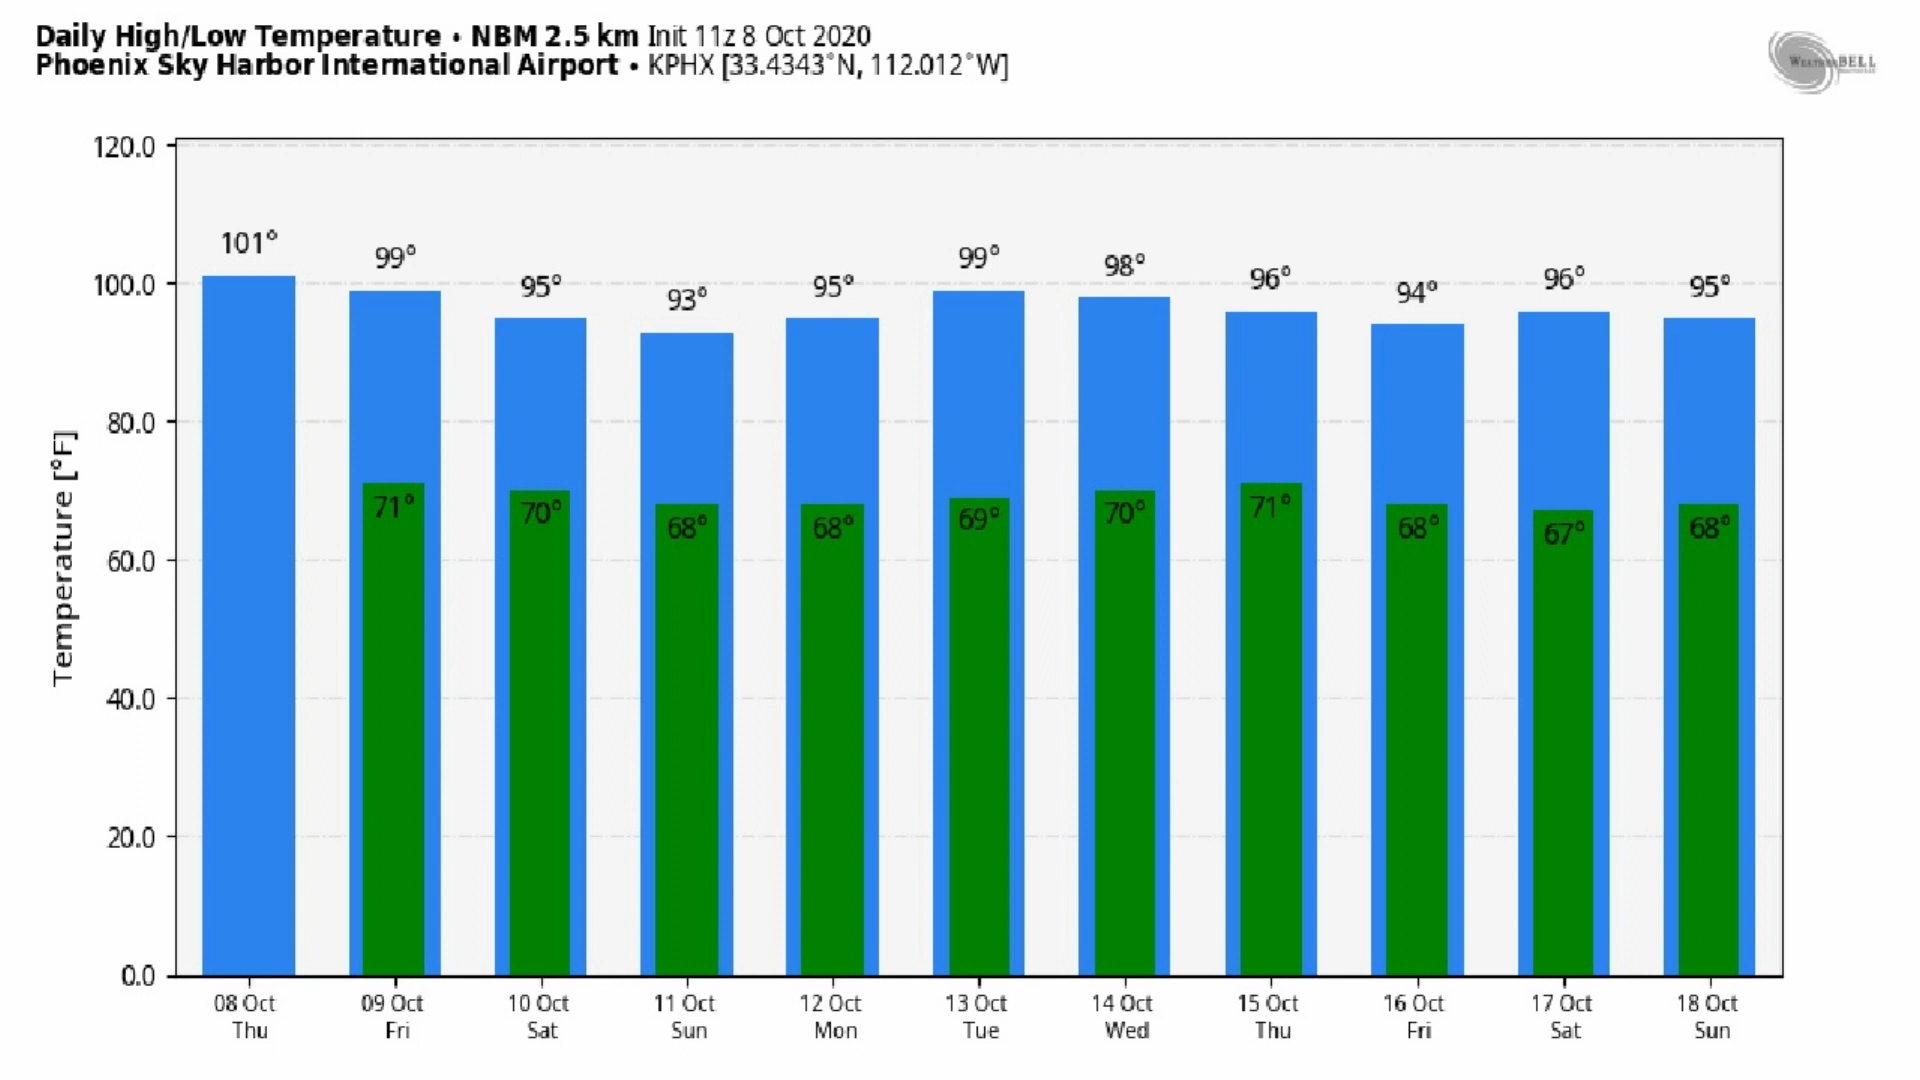 Daily High/Low Temperature • NBM 2.5 km Init 11z 8 Oct 2020
Phoenix Sky Harbor International Airport • KPHX [33.4343°N, 112.012°W]
WEATHERBELL
Temperature [°F]
120.0
100.0
80.0
60.0
40.0
20.0
0.0
101° 99° 95° 93° 95° 99° 98° 96° 94° 96° 95°
71° 70° 68° 68° 69° 70° 71° 68° 67° 68°
08 Oct 09 Oct 10 Oct 11 Oct 12 Oct 13 Oct 14 Oct 15 Oct 16 Oct 17 Oct 18 Oct
Thu Fri Sat Sun Mon Tue Wed Thu Fri Sat Sun